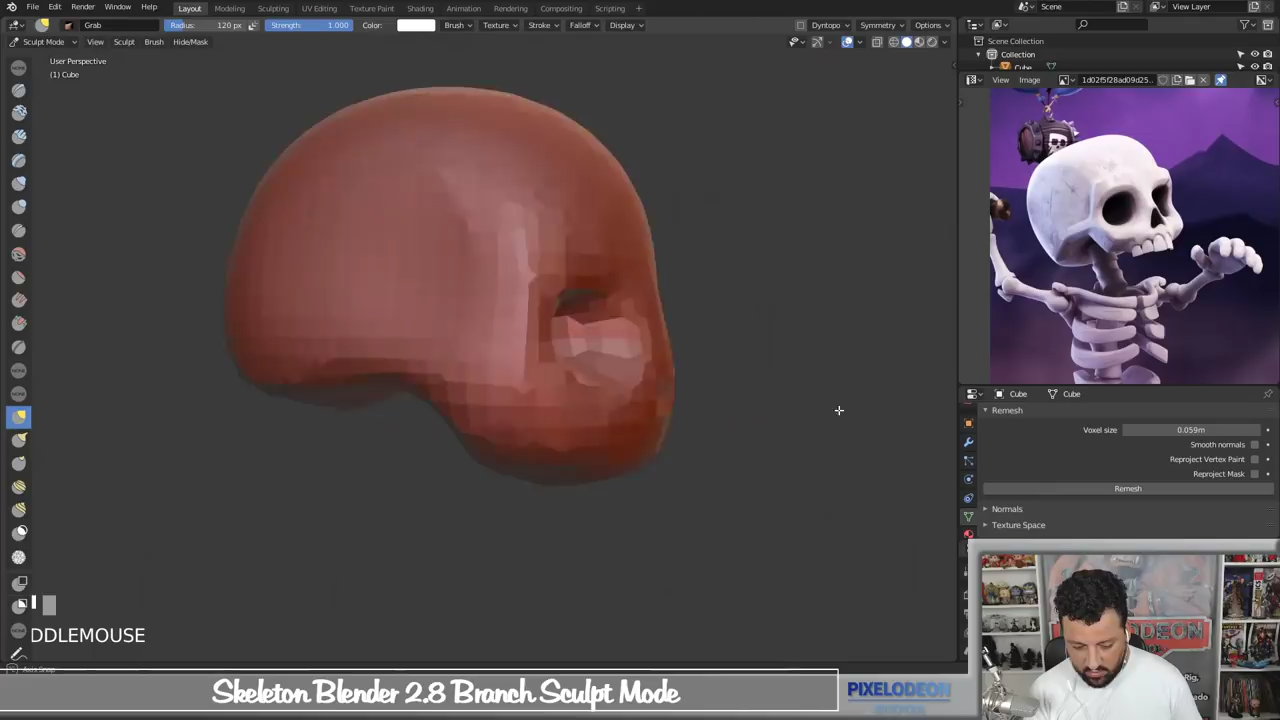 File Edit Render Window Help Layout Modeling Sculpting UV Editing Texture Paint Shading Animation Rendering Compositing Scripting Scene View Layer
Grab Radius: 120 px Strength: 1.000 Color: Brush Texture Stroke Falloff Display Dyntopo Symmetry Options
Sculpt Mode View Sculpt Brush Hide/Mask
Scene Collection
Collection
Cube
User Perspective
(1) Cube
View Image 1d02f5f28ad09d25..
Cube Cube
Remesh
Voxel size 0.059m
Smooth normals
Reproject Vertex Paint
Reproject Mask
Remesh
Normals
Texture Space
DDLEMOUSE
Skeleton Blender 2.8 Branch Sculpt Mode
PIXELODEON